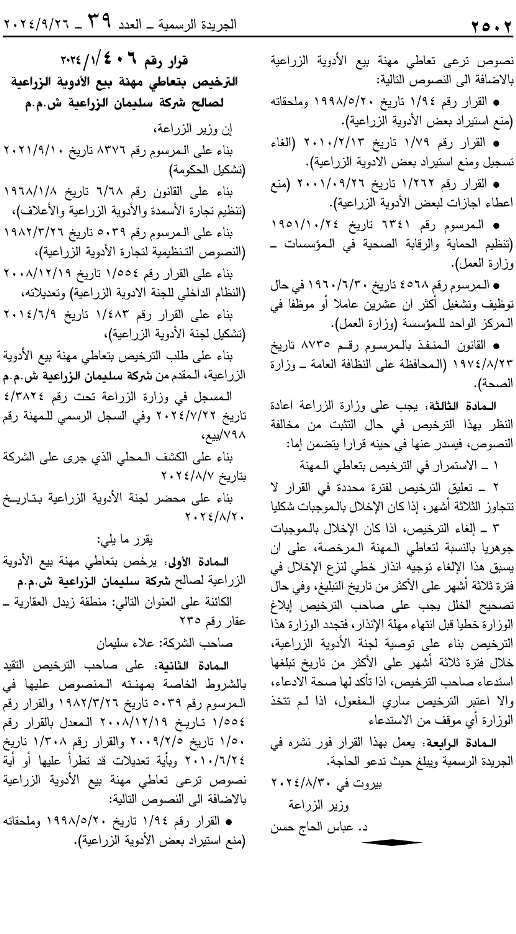 ٢٥٠٢
الجريدة الرسمية ــ العدد ٣٩ ــ ٢٠٢٤/٩/٢٦
قرار رقم ٢٠٢٤/١/٤٠٦
الترخيص بتعاطي مهنة بيع الأدوية الزراعية
لصالح شركة سليمان الزراعية ش.م.م
إن وزير الزراعة،
بناء على المرسوم رقم ٨٣٧٦ تاريخ ٢٠٢١/٩/١٠
(تشكيل الحكومة)
بناء على القانون رقم ٦/٦٨ تاريخ ١٩٦٨/١/٨
(تنظيم تجارة الأسمدة والأدوية الزراعية والأعلاف)،
بناء على المرسوم رقم ٥٠٣٩ تاريخ ١٩٨٢/٣/٢٦
(النصوص التنظيمية لتجارة الأدوية الزراعية)،
بناء على القرار رقم ١/٥٥٤ تاريخ ٢٠٠٨/١٢/١٩
(النظام الداخلي للجنة الادوية الزراعية) وتعديلاته،
بناء على القرار رقم ١/٤٨٣ تاريخ ٢٠١٤/٦/٩
(تشكيل لجنة الأدوية الزراعية)،
بناء على طلب الترخيص بتعاطي مهنة بيع الأدوية
الزراعية، المقدم من شركة سليمان الزراعية ش.م.م
المسجل في وزارة الزراعة تحت رقم ٤/٣٨٢٤
تاريخ ٢٠٢٤/٧/٢٢ وفي السجل الرسمي للمهنة رقم
٧٩٨/بيع،
بناء على الكشف المحلي الذي جرى على الشركة
بتاريخ ٢٠٢٤/٨/٧
بناء على محضر لجنة الأدوية الزراعية بتاريخ
٢٠٢٤/٨/٢٠
يقرر ما يلي:
المادة الأولى: يرخص بتعاطي مهنة بيع الأدوية
الزراعية لصالح شركة سليمان الزراعية ش.م.م
الكائنة على العنوان التالي: منطقة زبدل العقارية ــ
عقار رقم ٢٣٥
صاحب الشركة: علاء سليمان
المادة الثانية: على صاحب الترخيص التقيد
بالشروط الخاصة بمهنته المنصوص عليها في
المرسوم رقم ٥٠٣٩ تاريخ ١٩٨٢/٣/٢٦ والقرار رقم
١/٥٥٤ تاريخ ٢٠٠٨/١٢/١٩ المعدل بالقرار رقم
١/٥٠ تاريخ ٢٠٠٩/٢/٥ والقرار رقم ١/٣٠٨ تاريخ
٢٠١٠/٦/٢٤ وبأية تعديلات قد تطرأ عليها أو أية
نصوص ترعى تعاطي مهنة بيع الأدوية الزراعية
بالاضافة الى النصوص التالية:
● القرار رقم ١/٩٤ تاريخ ١٩٩٨/٥/٢٠ وملحقاته
(منع استيراد بعض الأدوية الزراعية).
نصوص ترعى تعاطي مهنة بيع الأدوية الزراعية
بالاضافة الى النصوص التالية:
● القرار رقم ١/٩٤ تاريخ ١٩٩٨/٥/٢٠ وملحقاته
(منع استيراد بعض الأدوية الزراعية).
● القرار رقم ١/٧٩ تاريخ ٢٠١٠/٢/١٣ (الغاء
تسجيل ومنع استيراد بعض الادوية الزراعية).
● القرار رقم ١/٢٦٢ تاريخ ٢٠٠١/٠٩/٢٦ (منع
اعطاء اجازات لبعض الأدوية الزراعية).
● المرسوم رقم ٦٣٤١ تاريخ ١٩٥١/١٠/٢٤
(تنظيم الحماية والرقابة الصحية في المؤسسات ــ
وزارة العمل).
● المرسوم رقم ٤٥٦٨ تاريخ ١٩٦٠/٦/٣٠ في حال
توظيف وتشغيل أكثر ان عشرين عاملا أو موظفا في
المركز الواحد للمؤسسة (وزارة العمل).
● القانون المنفذ بالمرسوم رقم ٨٧٣٥ تاريخ
١٩٧٤/٨/٢٣ (المحافظة على النظافة العامة ــ وزارة
الصحة).
المادة الثالثة: يجب على وزارة الزراعة اعادة
النظر بهذا الترخيص في حال التثبت من مخالفة
النصوص، فيسدر عنها في حينه قرارا يتضمن إما:
١ ــ الاستمرار في الترخيص بتعاطي المهنة
٢ ــ تعليق الترخيص لفترة محددة في القرار لا
تتجاوز الثلاثة أشهر، إذا كان الإخلال بالموجبات شكليا
٣ ــ إلغاء الترخيص، اذا كان الإخلال بالموجبات
جوهريا بالنسبة لتعاطي المهنة المرخصة، على ان
يسبق هذا الإلغاء توجيه انذار خطي لنزع الإخلال في
فترة ثلاثة أشهر على الأكثر من تاريخ التبليغ، وفي حال
تصحيح الخلل يجب على صاحب الترخيص إبلاغ
الوزارة خطيا قبل انتهاء مهلة الإنذار، فتجدد الوزارة هذا
الترخيص بناء على توصية لجنة الأدوية الزراعية،
خلال فترة ثلاثة أشهر على الأكثر من تاريخ تبلغها
استدعاء صاحب الترخيص، اذا تأكد لها صحة الادعاء،
والا اعتبر الترخيص ساري المفعول، اذا لم تتخذ
الوزارة أي موقف من الاستدعاء
المادة الرابعة: يعمل بهذا القرار فور نشره في
الجريدة الرسمية ويبلغ حيث تدعو الحاجة.
بيروت في ٢٠٢٤/٨/٣٠
وزير الزراعة
د. عباس الحاج حسن